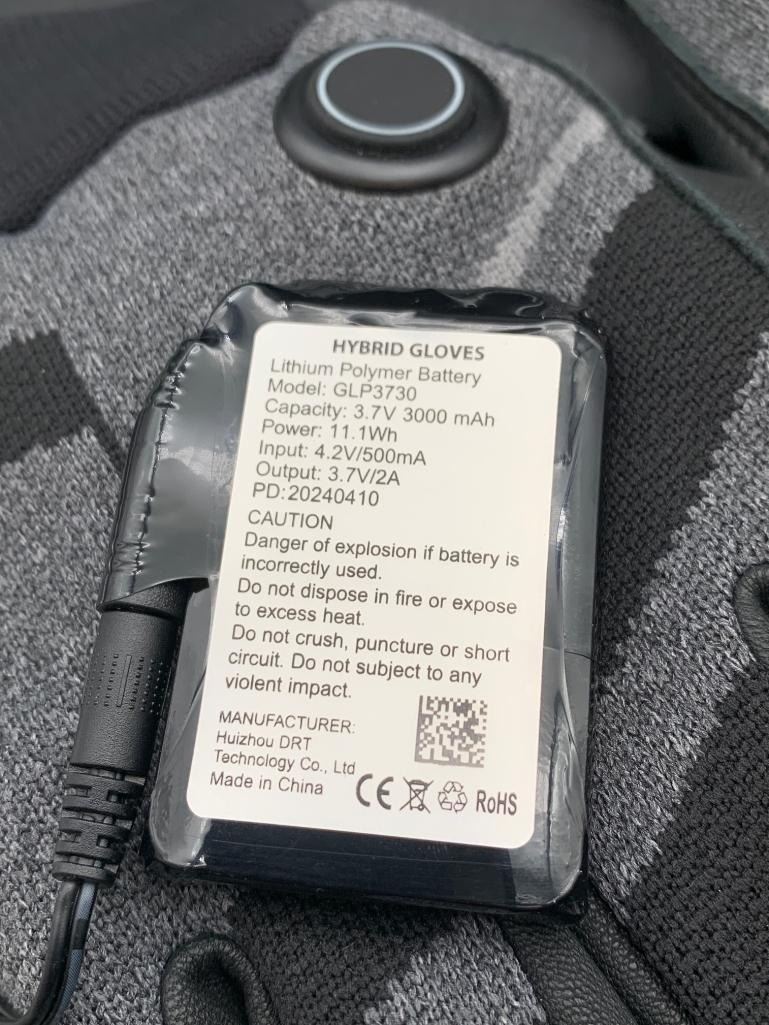 HYBRID GLOVES
Lithium Polymer Battery
Model: GLP3730
Capacity: 3.7V 3000 mAh
Power: 11.1Wh
Input: 4.2V/500mA
Output: 3.7V/2A
PD:20240410
CAUTION
Danger of explosion if battery is
incorrectly used.
Do not dispose in fire or expose
to excess heat.
Do not crush, puncture or short
circuit. Do not subject to any
violent impact.
MANUFACTURER:
Huizhou DRT
Technology Co., Ltd
Made in China
CE RoHS